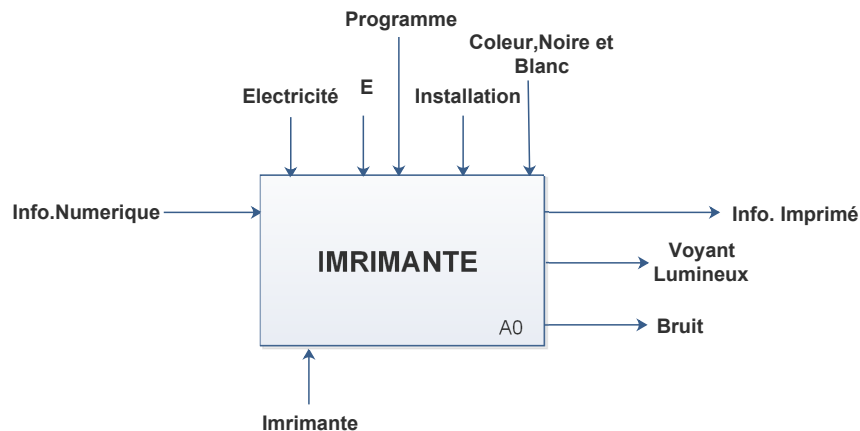 Programme
Coleur,Noire et
Blanc
Electricité
E
Installation
Info.Numerique
IMRIMANTE
A0
Info. Imprimé
Voyant
Lumineux
Bruit
Imrimante